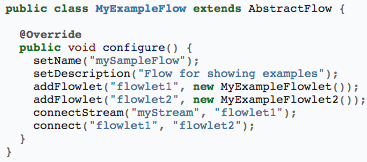 public class MyExampleFlow extends AbstractFlow {
@Override
public void configure() {
setName("mySampleFlow");
setDescription("Flow for showing examples");
addFlowlet("flowlet1", new MyExampleFlowlet());
addFlowlet("flowlet2", new MyExampleFlowlet2());
connectStream("myStream", "flowlet1");
connect("flowlet1", "flowlet2");
}
}